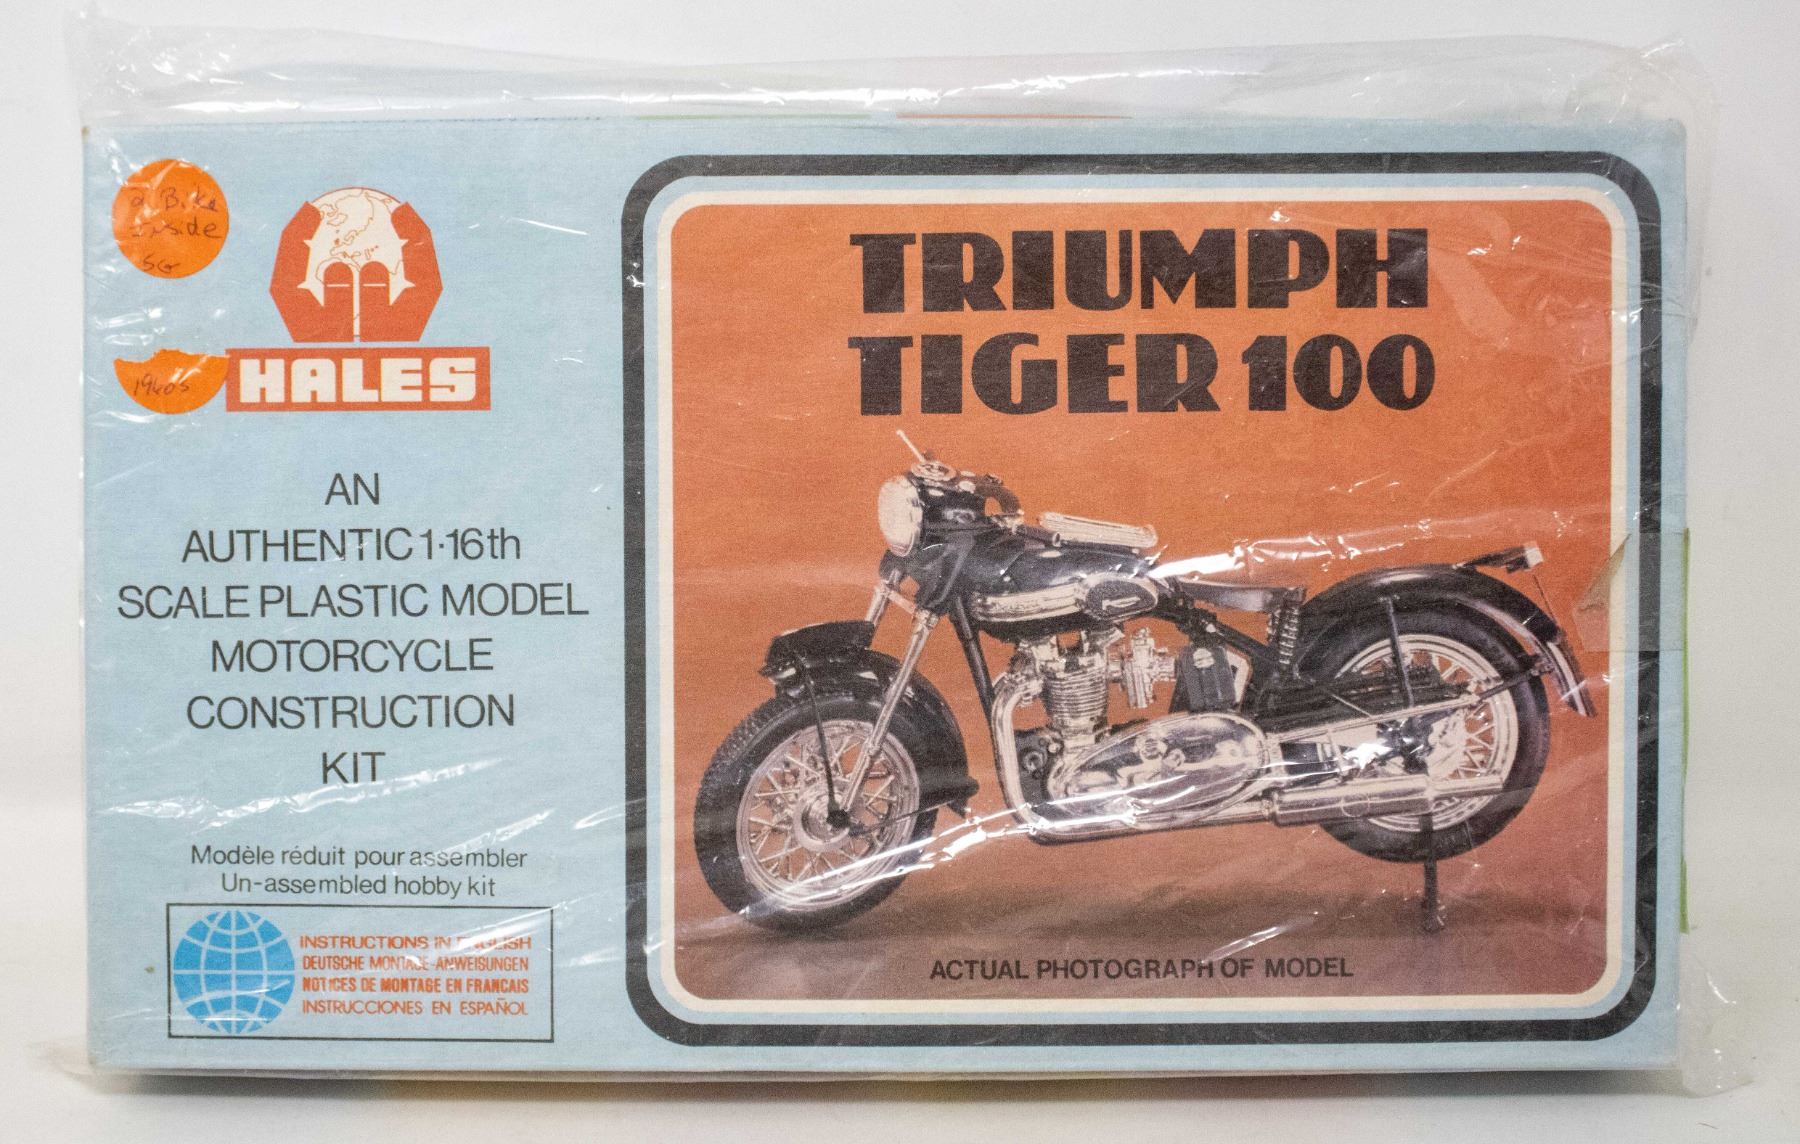 2 Bike
Inside
1960's
HALES
AN
AUTHENTIC 1·16th
SCALE PLASTIC MODEL
MOTORCYCLE
CONSTRUCTION
KIT
Modèle réduit pour assembler
Un-assembled hobby kit
INSTRUCTIONS IN ENGLISH
DEUTSCHE MONTAGE-ANWEISUNGEN
NOTICES DE MONTAGE EN FRANCAIS
INSTRUCCIONES EN ESPAÑOL
TRIUMPH
TIGER 100
ACTUAL PHOTOGRAPH OF MODEL